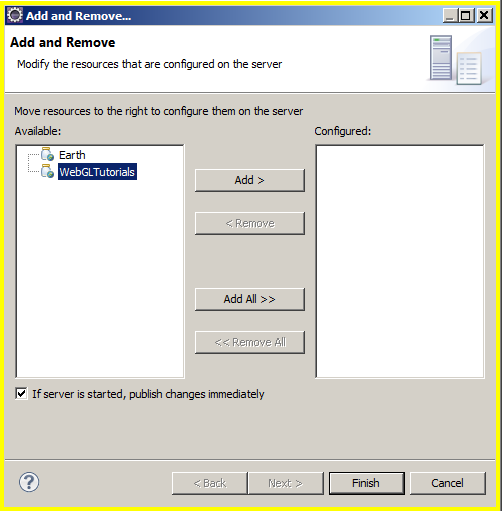 Add and Remove...
Add and Remove
Modify the resources that are configured on the server
Move resources to the right to configure them on the server
Available:
Configured:
Earth
WebGLTutorials
Add >
< Remove
Add All >>
<< Remove All
If server is started, publish changes immediately
?
< Back
Next >
Finish
Cancel